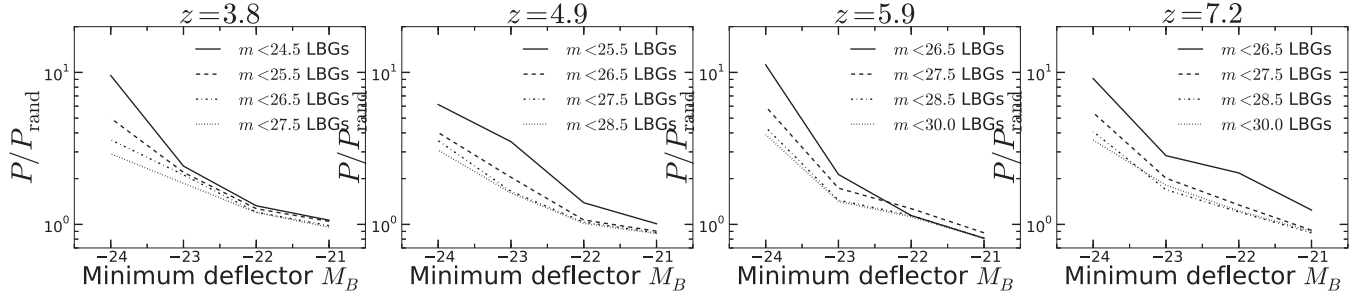 z=3.8
P/P_rand
10^1
10^0
m<24.5 LBGs
m<25.5 LBGs
m<26.5 LBGs
m<27.5 LBGs
−24 −23 −22 −21
Minimum deflector M_B
z=4.9
P/P_rand
10^1
10^0
m<25.5 LBGs
m<26.5 LBGs
m<27.5 LBGs
m<28.5 LBGs
−24 −23 −22 −21
Minimum deflector M_B
z=5.9
P/P_rand
10^1
10^0
m<26.5 LBGs
m<27.5 LBGs
m<28.5 LBGs
m<30.0 LBGs
−24 −23 −22 −21
Minimum deflector M_B
z=7.2
P/P_rand
10^1
10^0
m<26.5 LBGs
m<27.5 LBGs
m<28.5 LBGs
m<30.0 LBGs
−24 −23 −22 −21
Minimum deflector M_B